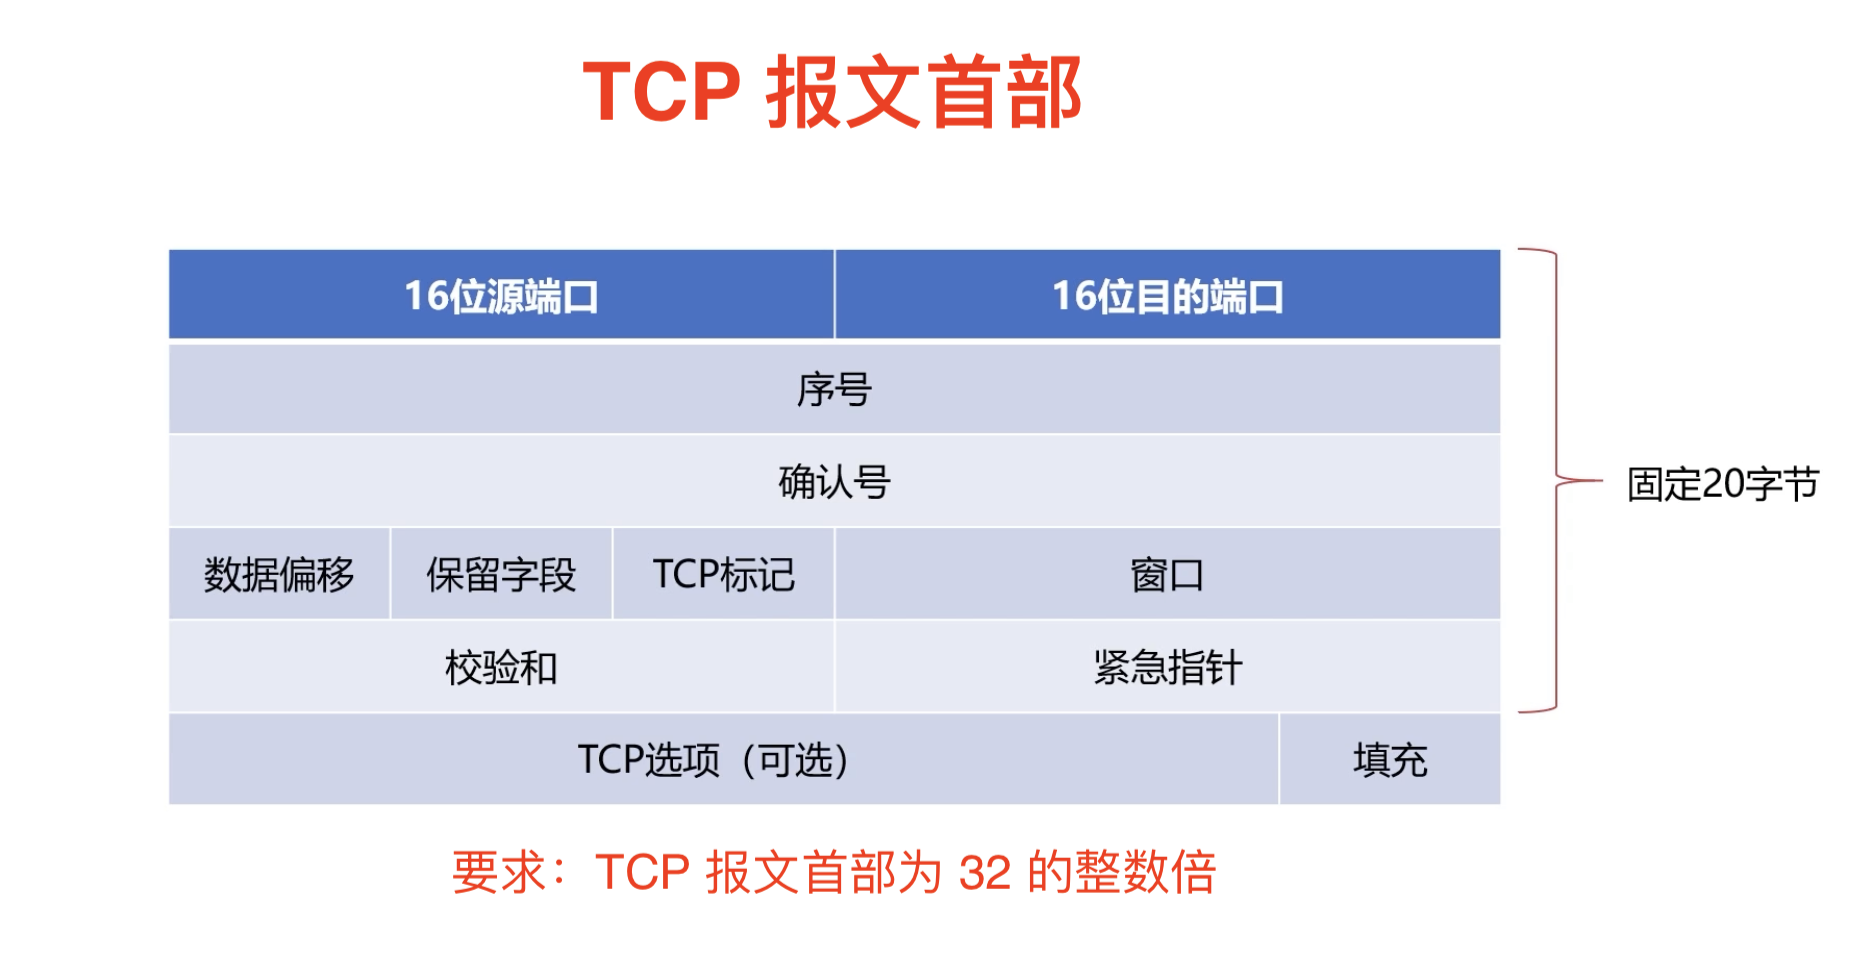 TCP 报文首部
16位源端口 16位目的端口
序号
确认号
固定20字节
数据偏移 保留字段 TCP标记 窗口
校验和 紧急指针
TCP选项（可选） 填充
要求：TCP 报文首部为 32 的整数倍